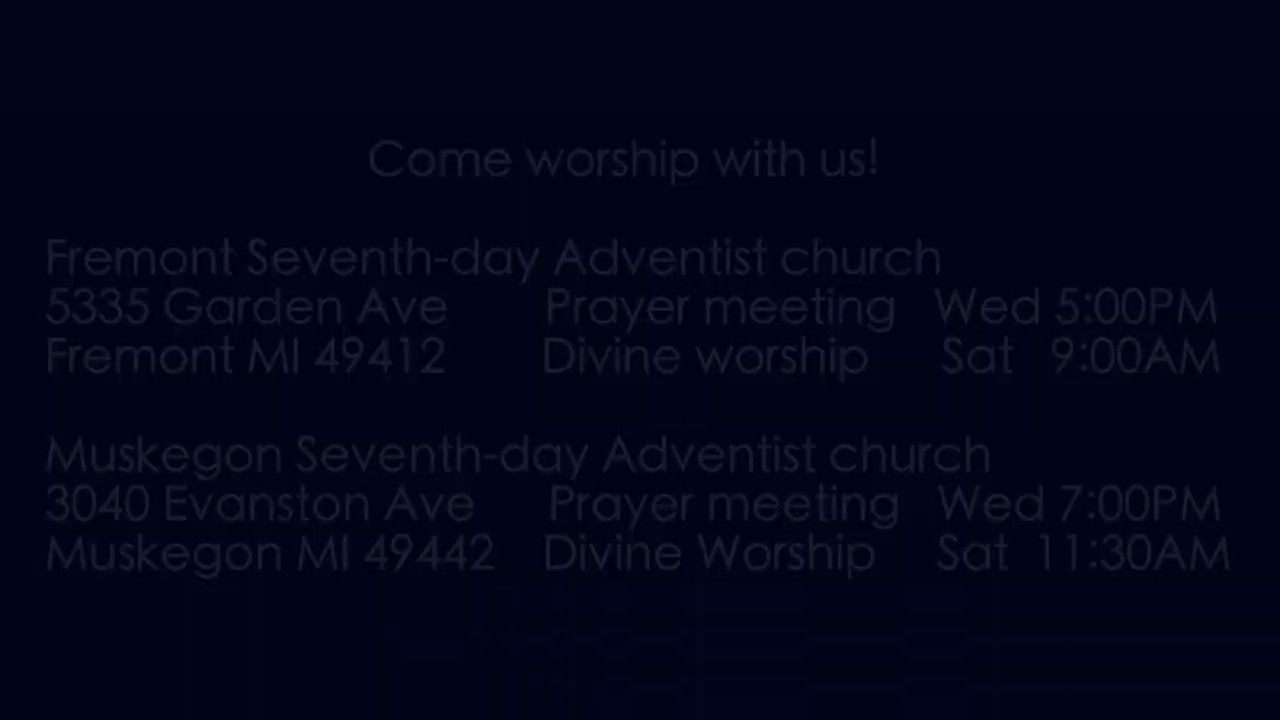 Come worship with us!
Fremont Seventh-day Adventist church
5335 Garden Ave Prayer meeting Wed 5:00PM
Fremont MI 49412 Divine worship Sat 9:00AM
Muskegon Seventh-day Adventist church
3040 Evanston Ave Prayer meeting Wed 7:00PM
Muskegon MI 49442 Divine Worship Sat 11:30AM